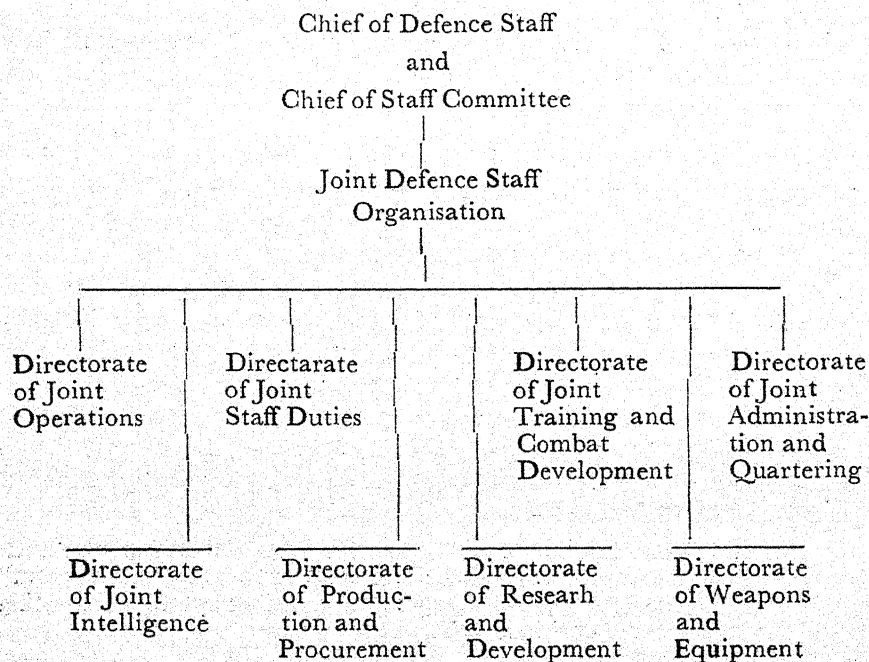 Chief of Defence Staff
and
Chief of Staff Committee
Joint Defence Staff
Organisation
Directorate
of Joint
Operations
Directarate
of Joint
Staff Duties
Directorate
of Joint
Training and
Combat
Development
Directorate
of Joint
Administra-
tion and
Quartering
Directorate
of Joint
Intelligence
Directorate
of Produc-
tion and
Procurement
Directorate
of Researh
and
Development
Directorate
of Weapons
and
Equipment